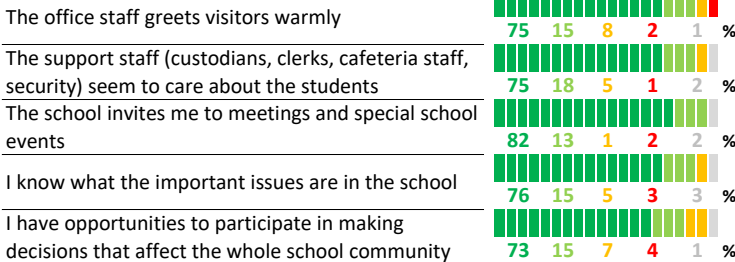 The office staff greets visitors warmly
75 15 8 2 1 %
The support staff (custodians, clerks, cafeteria staff,
security) seem to care about the students
75 18 5 1 2 %
The school invites me to meetings and special school
events
82 13 1 2 2 %
I know what the important issues are in the school
76 15 5 3 3 %
I have opportunities to participate in making
decisions that affect the whole school community
73 15 7 4 1 %